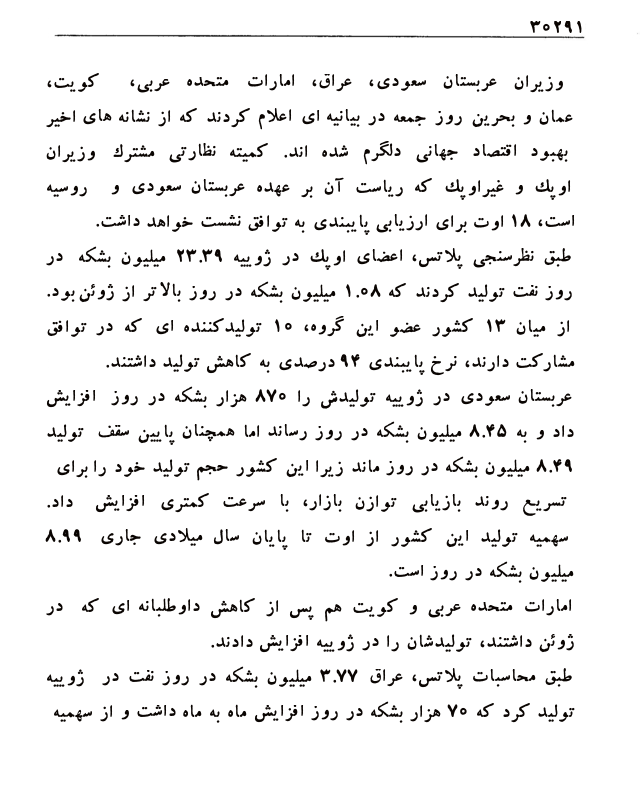 ۳۰۲۹۱
وزیران عربستان سعودی، عراق، امارات متحده عربی، کویت،
عمان و بحرین روز جمعه در بیانیه ای اعلام کردند که از نشانه های اخیر
بهبود اقتصاد جهانی دلگرم شده اند. کمیته نظارتی مشترك وزیران
اوپك و غیراوپك که ریاست آن بر عهده عربستان سعودی و روسیه
است، ۱۸ اوت برای ارزیابی پایبندی به توافق نشست خواهد داشت.
طبق نظرسنجی پلاتس، اعضای اوپك در ژوییه ۲۳.۳۹ میلیون بشکه در
روز نفت تولید کردند که ۱.۰۸ میلیون بشکه در روز بالاتر از ژوئن بود.
از میان ۱۳ کشور عضو این گروه، ۱۰ تولیدکننده ای که در توافق
مشارکت دارند، نرخ پایبندی ۹۴ درصدی به کاهش تولید داشتند.
عربستان سعودی در ژوییه تولیدش را ۸۷۰ هزار بشکه در روز افزایش
داد و به ۸.۴۵ میلیون بشکه در روز رساند اما همچنان پایین سقف تولید
۸.۴۹ میلیون بشکه در روز ماند زیرا این کشور حجم تولید خود را برای
تسریع روند بازیابی توازن بازار، با سرعت کمتری افزایش داد.
سهمیه تولید این کشور از اوت تا پایان سال میلادی جاری ۸.۹۹
میلیون بشکه در روز است.
امارات متحده عربی و کویت هم پس از کاهش داوطلبانه ای که در
ژوئن داشتند، تولیدشان را در ژوییه افزایش دادند.
طبق محاسبات پلاتس، عراق ۳.۷۷ میلیون بشکه در روز نفت در ژوییه
تولید کرد که ۷۰ هزار بشکه در روز افزایش ماه به ماه داشت و از سهمیه